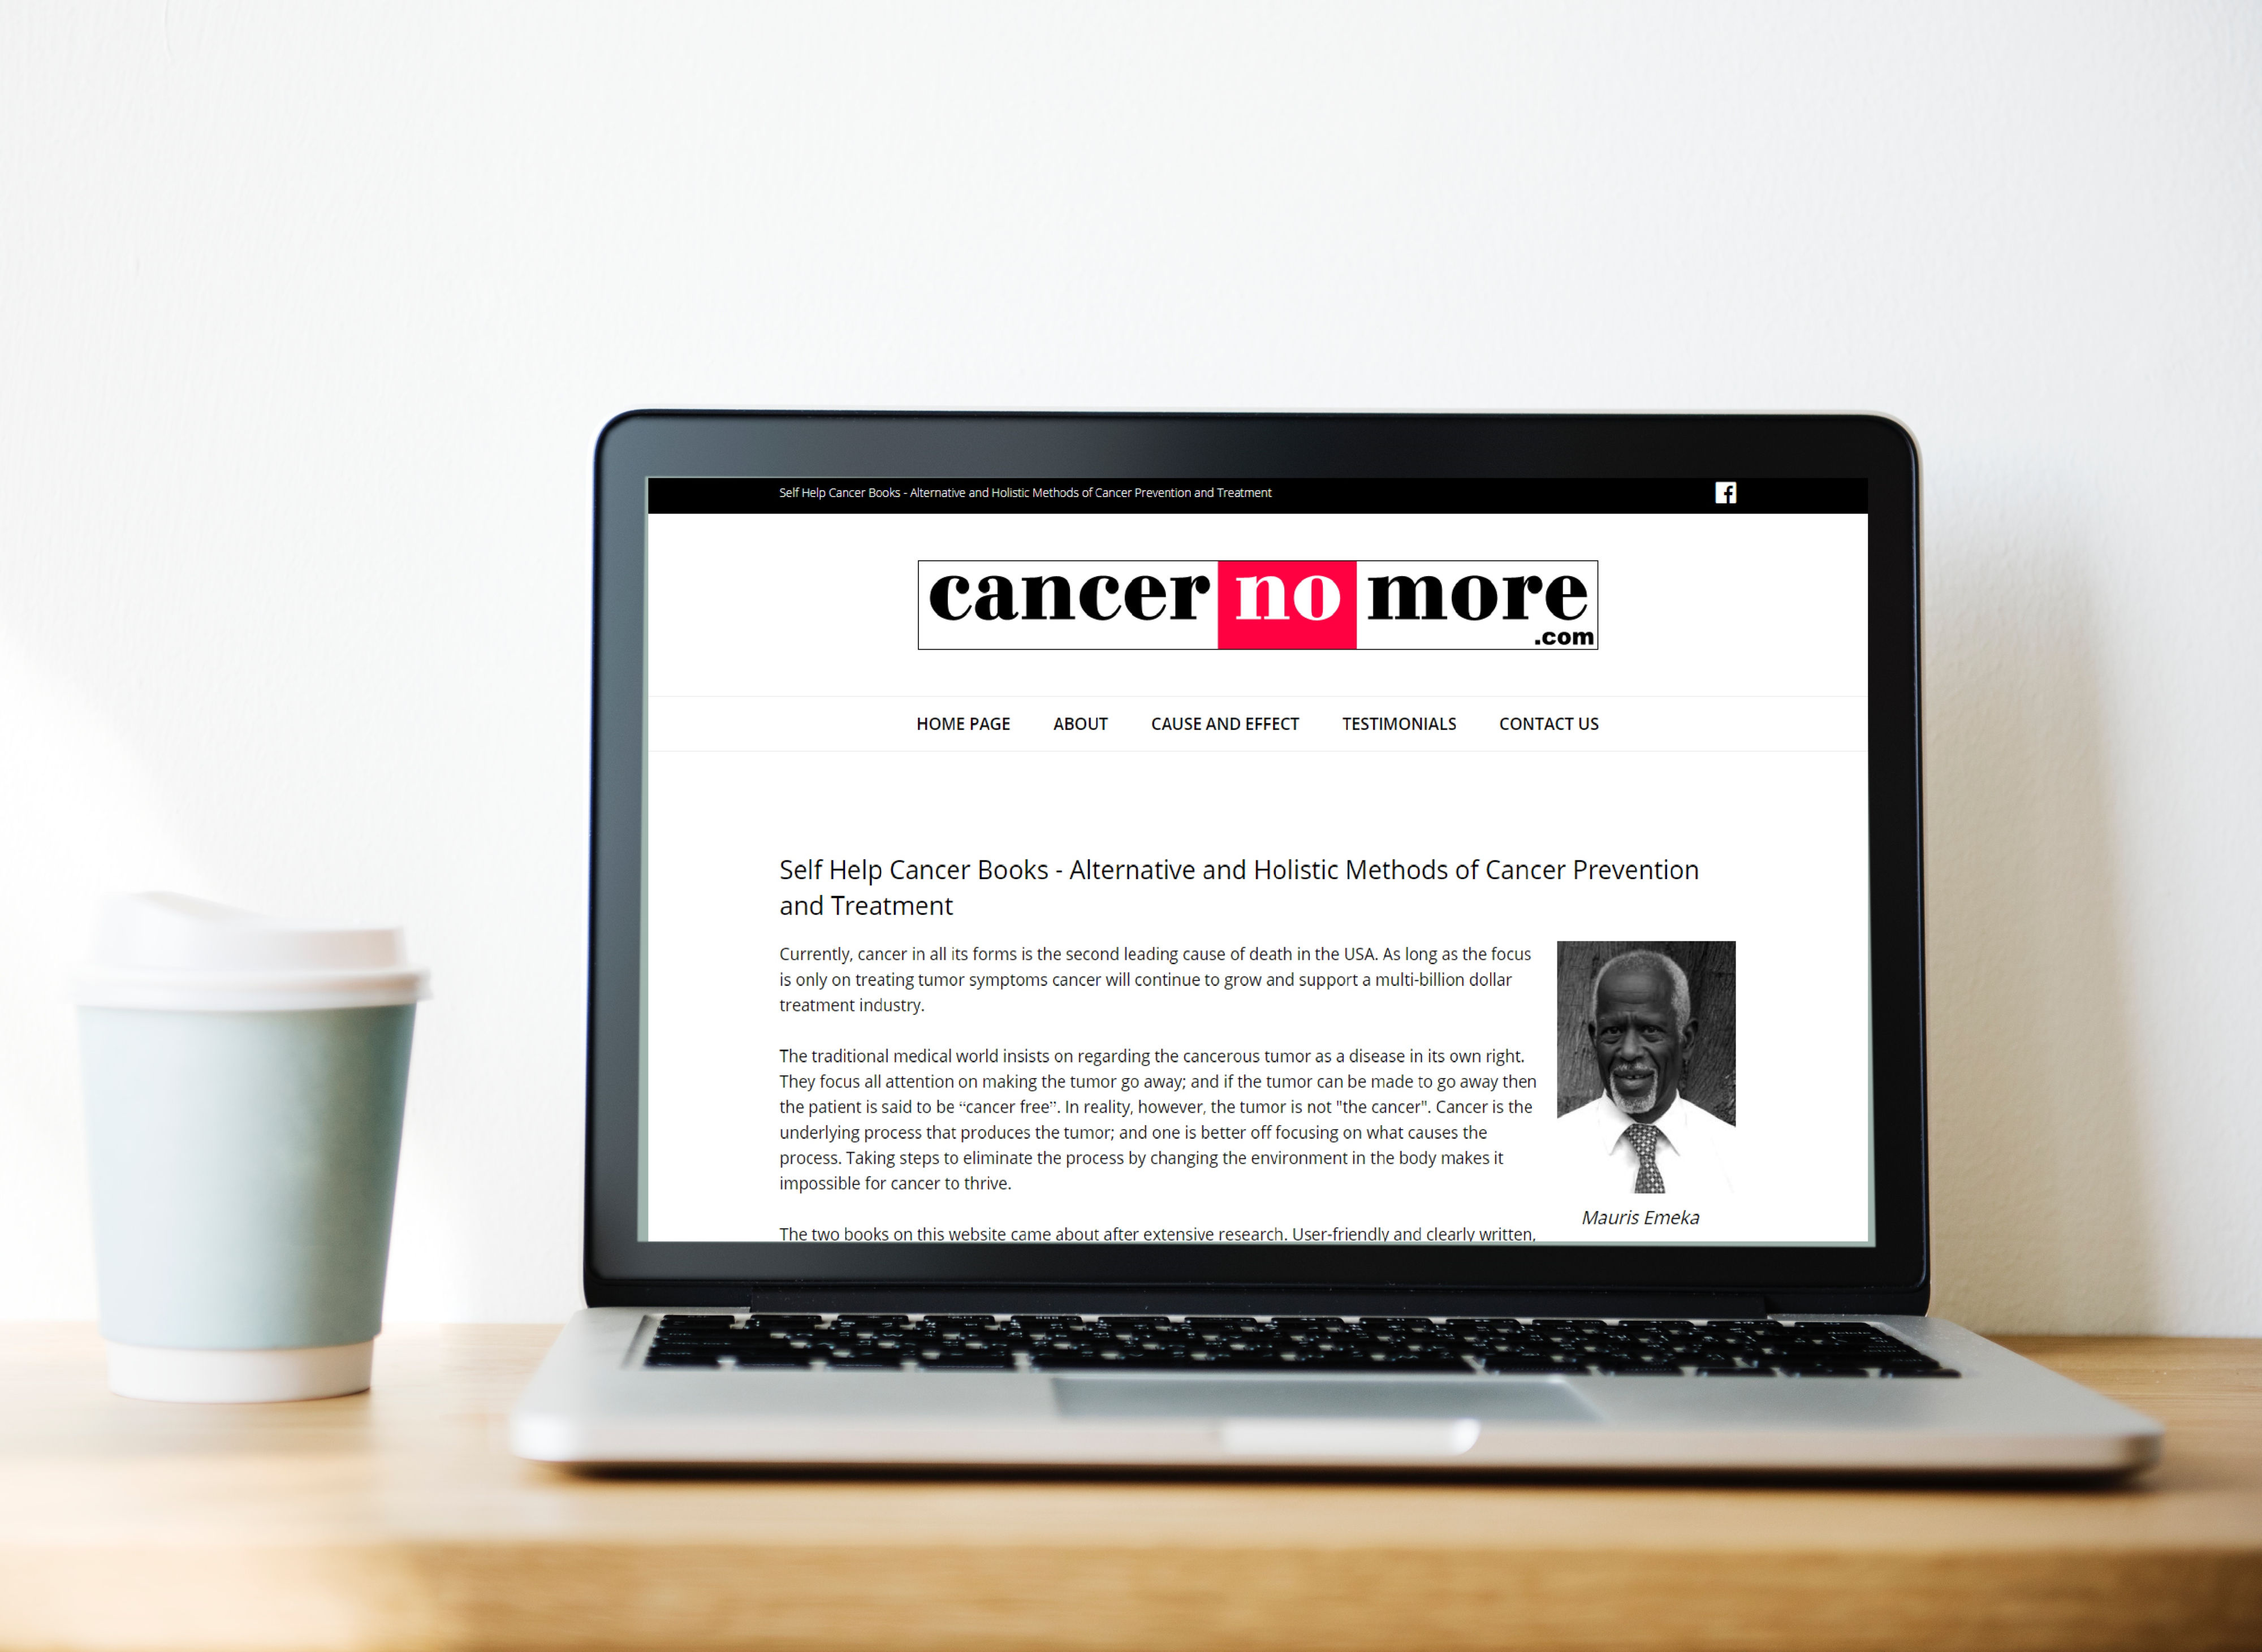 Self Help Cancer Books - Alternative and Holistic Methods of Cancer Prevention and Treatment
cancer no more
.com
HOME PAGE ABOUT CAUSE AND EFFECT TESTIMONIALS CONTACT US
Self Help Cancer Books - Alternative and Holistic Methods of Cancer Prevention
and Treatment
Currently, cancer in all its forms is the second leading cause of death in the USA. As long as the focus
is only on treating tumor symptoms cancer will continue to grow and support a multi-billion dollar
treatment industry.
The traditional medical world insists on regarding the cancerous tumor as a disease in its own right.
They focus all attention on making the tumor go away; and if the tumor can be made to go away then
the patient is said to be “cancer free”. In reality, however, the tumor is not "the cancer". Cancer is the
underlying process that produces the tumor; and one is better off focusing on what causes the
process. Taking steps to eliminate the process by changing the environment in the body makes it
impossible for cancer to thrive.
Mauris Emeka
The two books on this website came about after extensive research. User-friendly and clearly written,